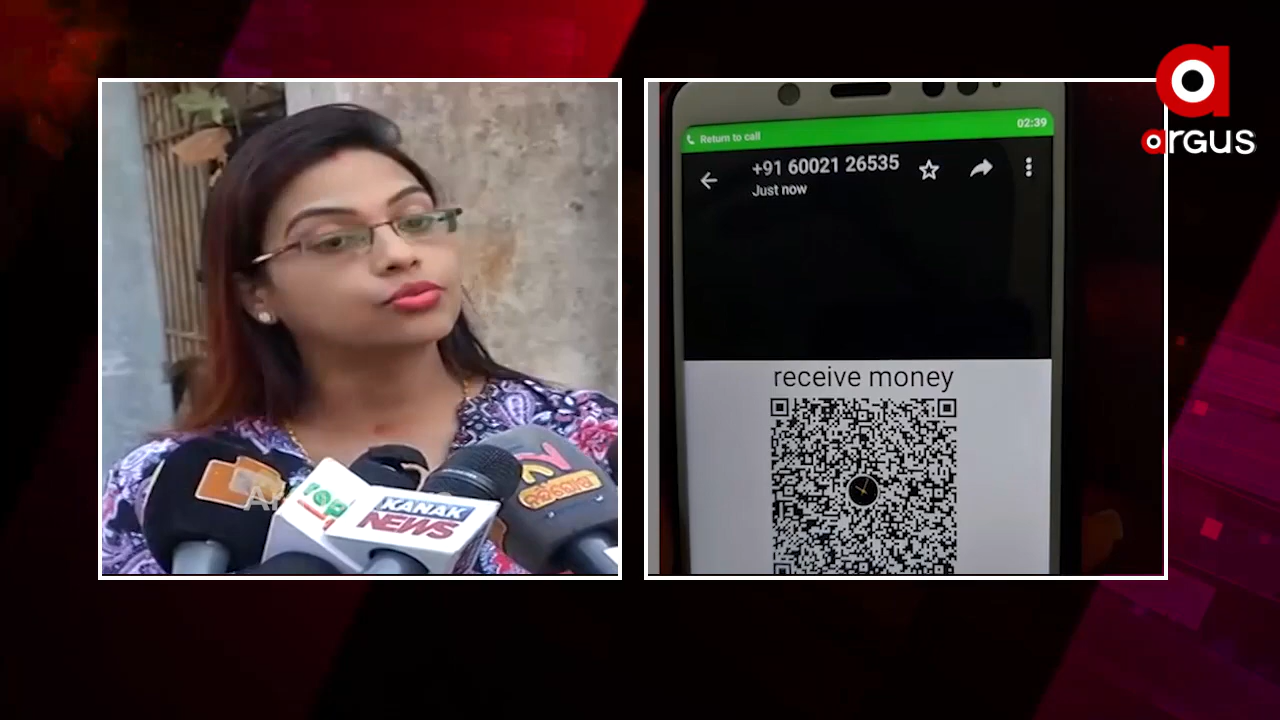 argus
Return to call
02:39
+91 60021 26535
Just now
receive money
KANAK
NEWS